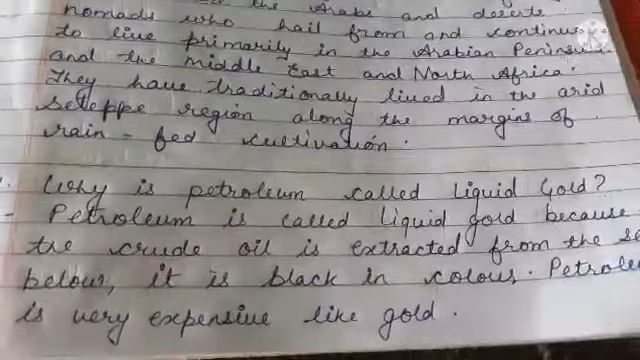 the Arabs and deserts
nomads who hail from and continue
to live primarily in the Arabian Peninsula
and the middle East and North Africa.
They have traditionally lived in the arid
seteppe region along the margins of
rain - fed cultivation.
Why is petroleum called liquid Gold?
- Petroleum is called liquid gold because
the crude oil is extracted from the
below, it is black in colour. Petrole
is very expensive like gold.